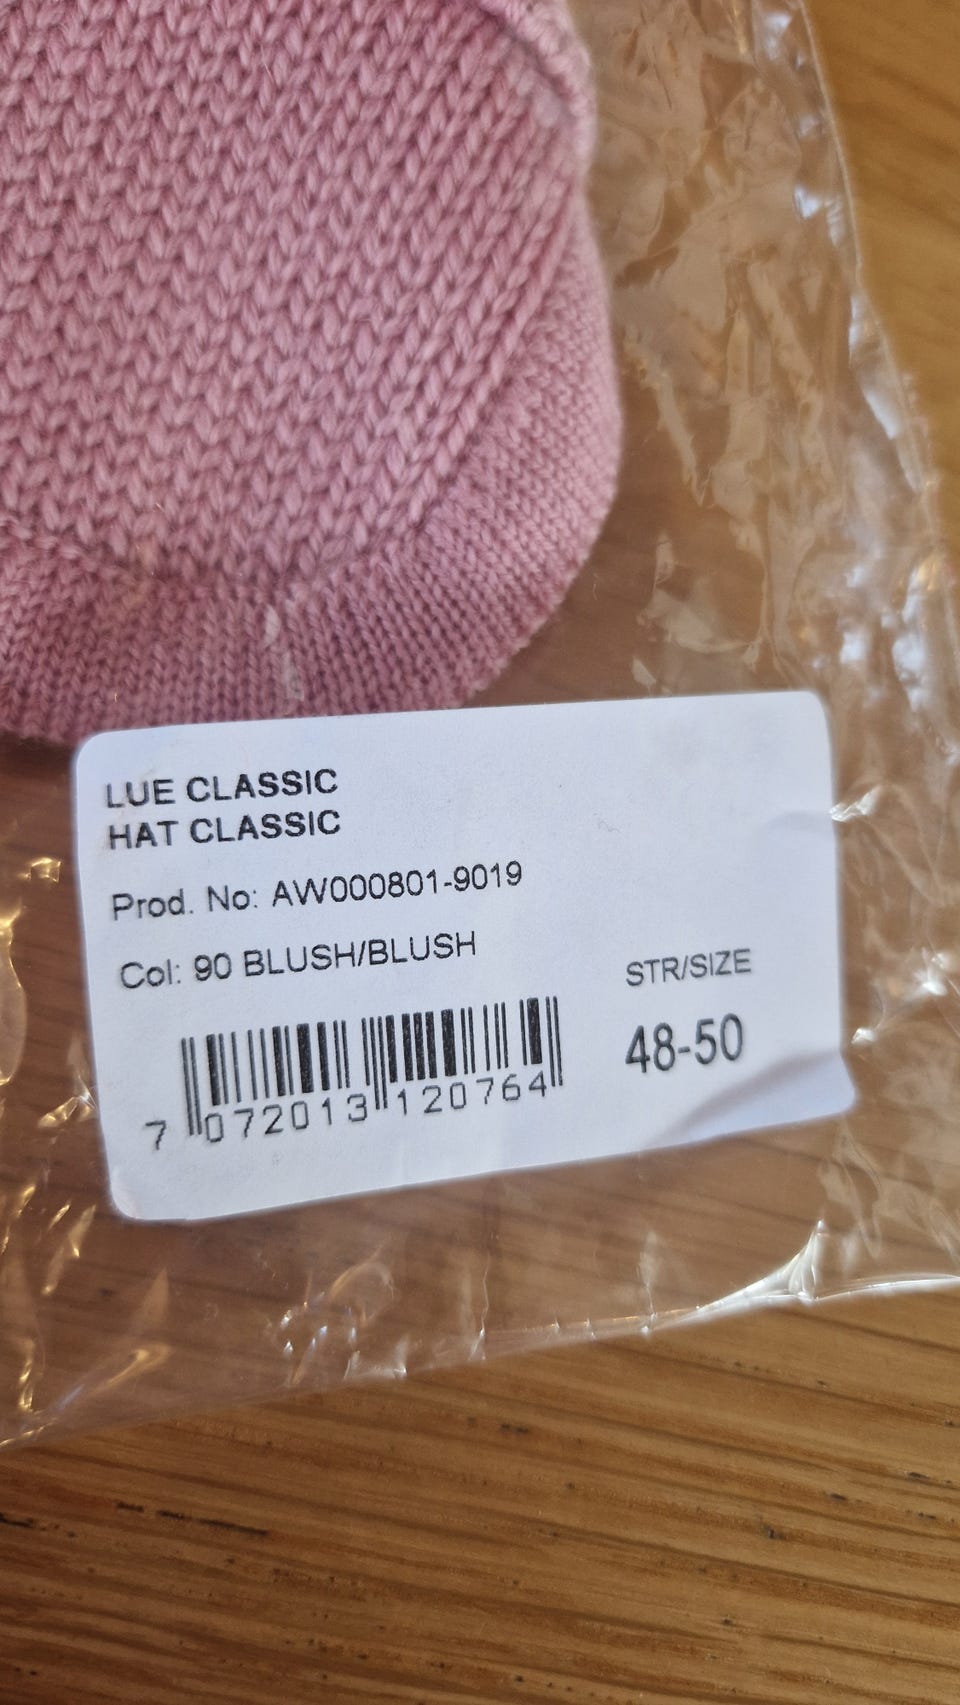 LUE CLASSIC
HAT CLASSIC
Prod. No: AW000801-9019
Col: 90 BLUSH/BLUSH
STR/SIZE
48-50
7 072013 120764